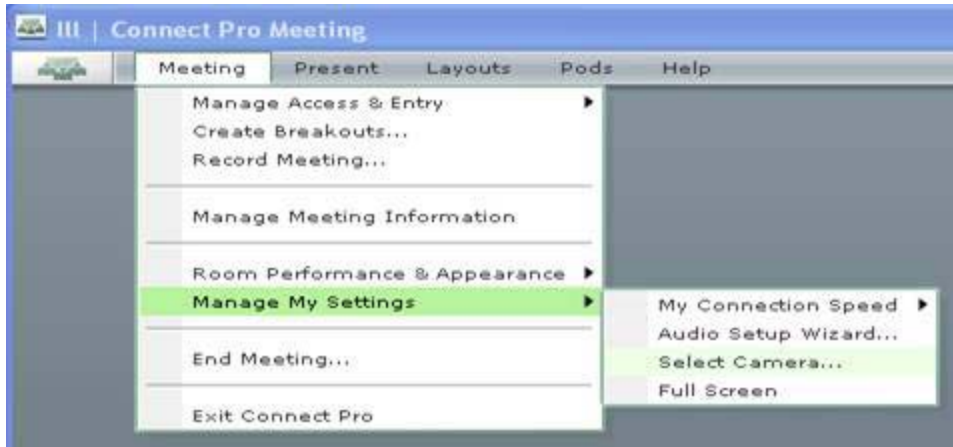 III | Connect Pro Meeting
Meeting Present Layouts Pods Help
Manage Access & Entry
Create Breakouts...
Record Meeting...
Manage Meeting Information
Room Performance & Appearance
Manage My Settings
End Meeting...
Exit Connect Pro
My Connection Speed
Audio Setup Wizard...
Select Camera...
Full Screen